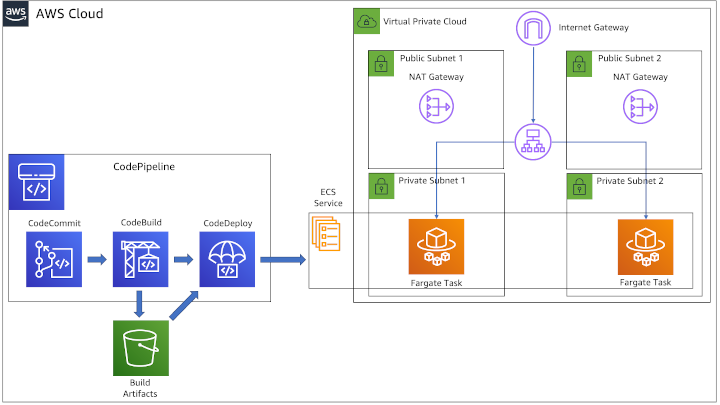 aws
AWS Cloud
Virtual Private Cloud
Internet Gateway
Public Subnet 1
NAT Gateway
Public Subnet 2
NAT Gateway
CodePipeline
CodeCommit
CodeBuild
CodeDeploy
ECS
Service
Private Subnet 1
Private Subnet 2
Fargate Task
Fargate Task
Build
Artifacts